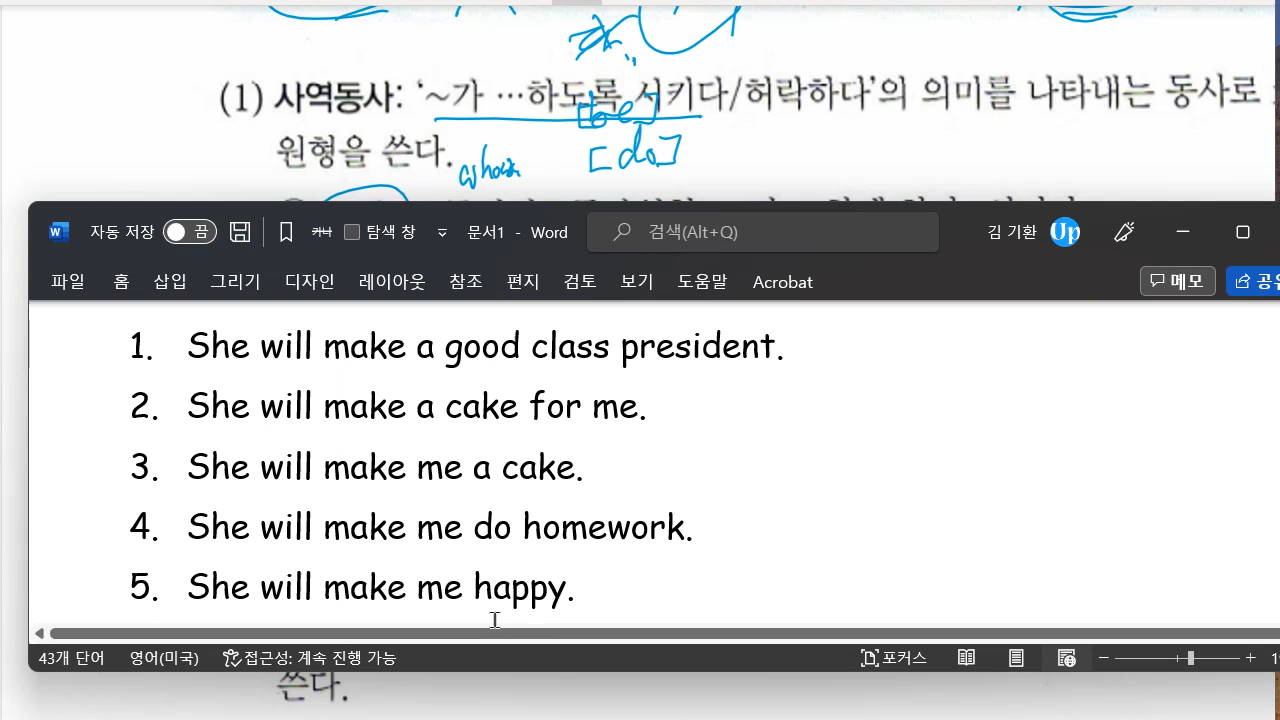 (1) 사역동사: '~가 …하도록 시키다/허락하다'의 의미를 나타내는 동사로
[be]
원형을 쓴다.
[do]
자동 저장 끔 탐색 창 문서1 - Word 검색(Alt+Q) 김 기환 Up
파일 홈 삽입 그리기 디자인 레이아웃 참조 편지 검토 보기 도움말 Acrobat 메모
1. She will make a good class president.
2. She will make a cake for me.
3. She will make me a cake.
4. She will make me do homework.
5. She will make me happy.
43개 단어 영어(미국) 접근성: 계속 진행 가능 포커스
쓴다.